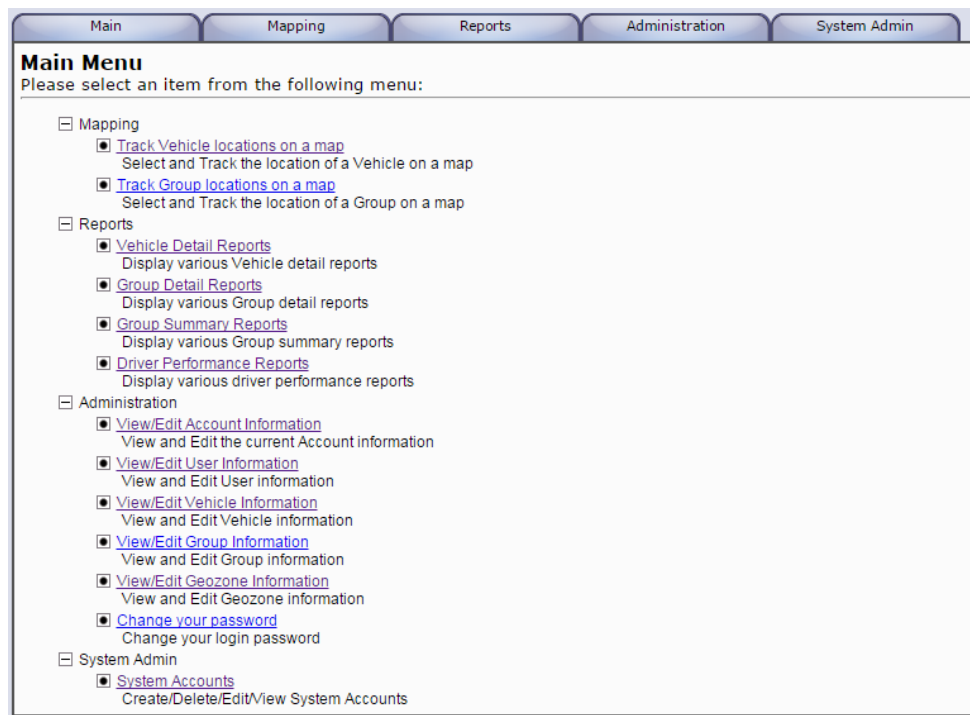 Main Mapping Reports Administration System Admin
Main Menu
Please select an item from the following menu:
Mapping
Track Vehicle locations on a map
Select and Track the location of a Vehicle on a map
Track Group locations on a map
Select and Track the location of a Group on a map
Reports
Vehicle Detail Reports
Display various Vehicle detail reports
Group Detail Reports
Display various Group detail reports
Group Summary Reports
Display various Group summary reports
Driver Performance Reports
Display various driver performance reports
Administration
View/Edit Account Information
View and Edit the current Account information
View/Edit User Information
View and Edit User information
View/Edit Vehicle Information
View and Edit Vehicle information
View/Edit Group Information
View and Edit Group information
View/Edit Geozone Information
View and Edit Geozone information
Change your password
Change your login password
System Admin
System Accounts
Create/Delete/Edit/View System Accounts